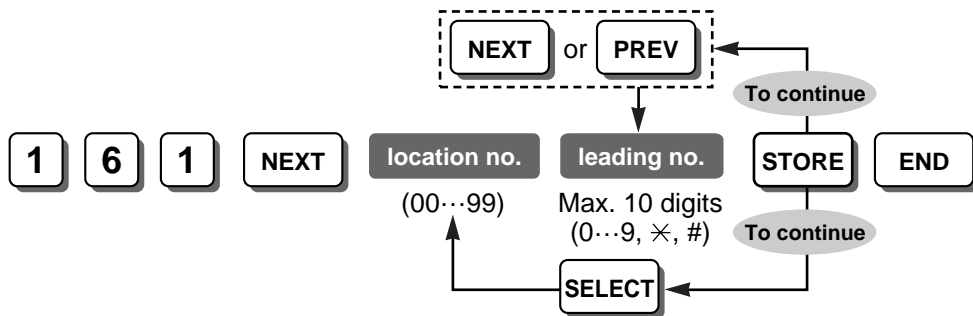 NEXT or PREV
To continue
1 6 1 NEXT location no. leading no. STORE END
(00···99) Max. 10 digits
(0···9, ✳, #) To continue
SELECT